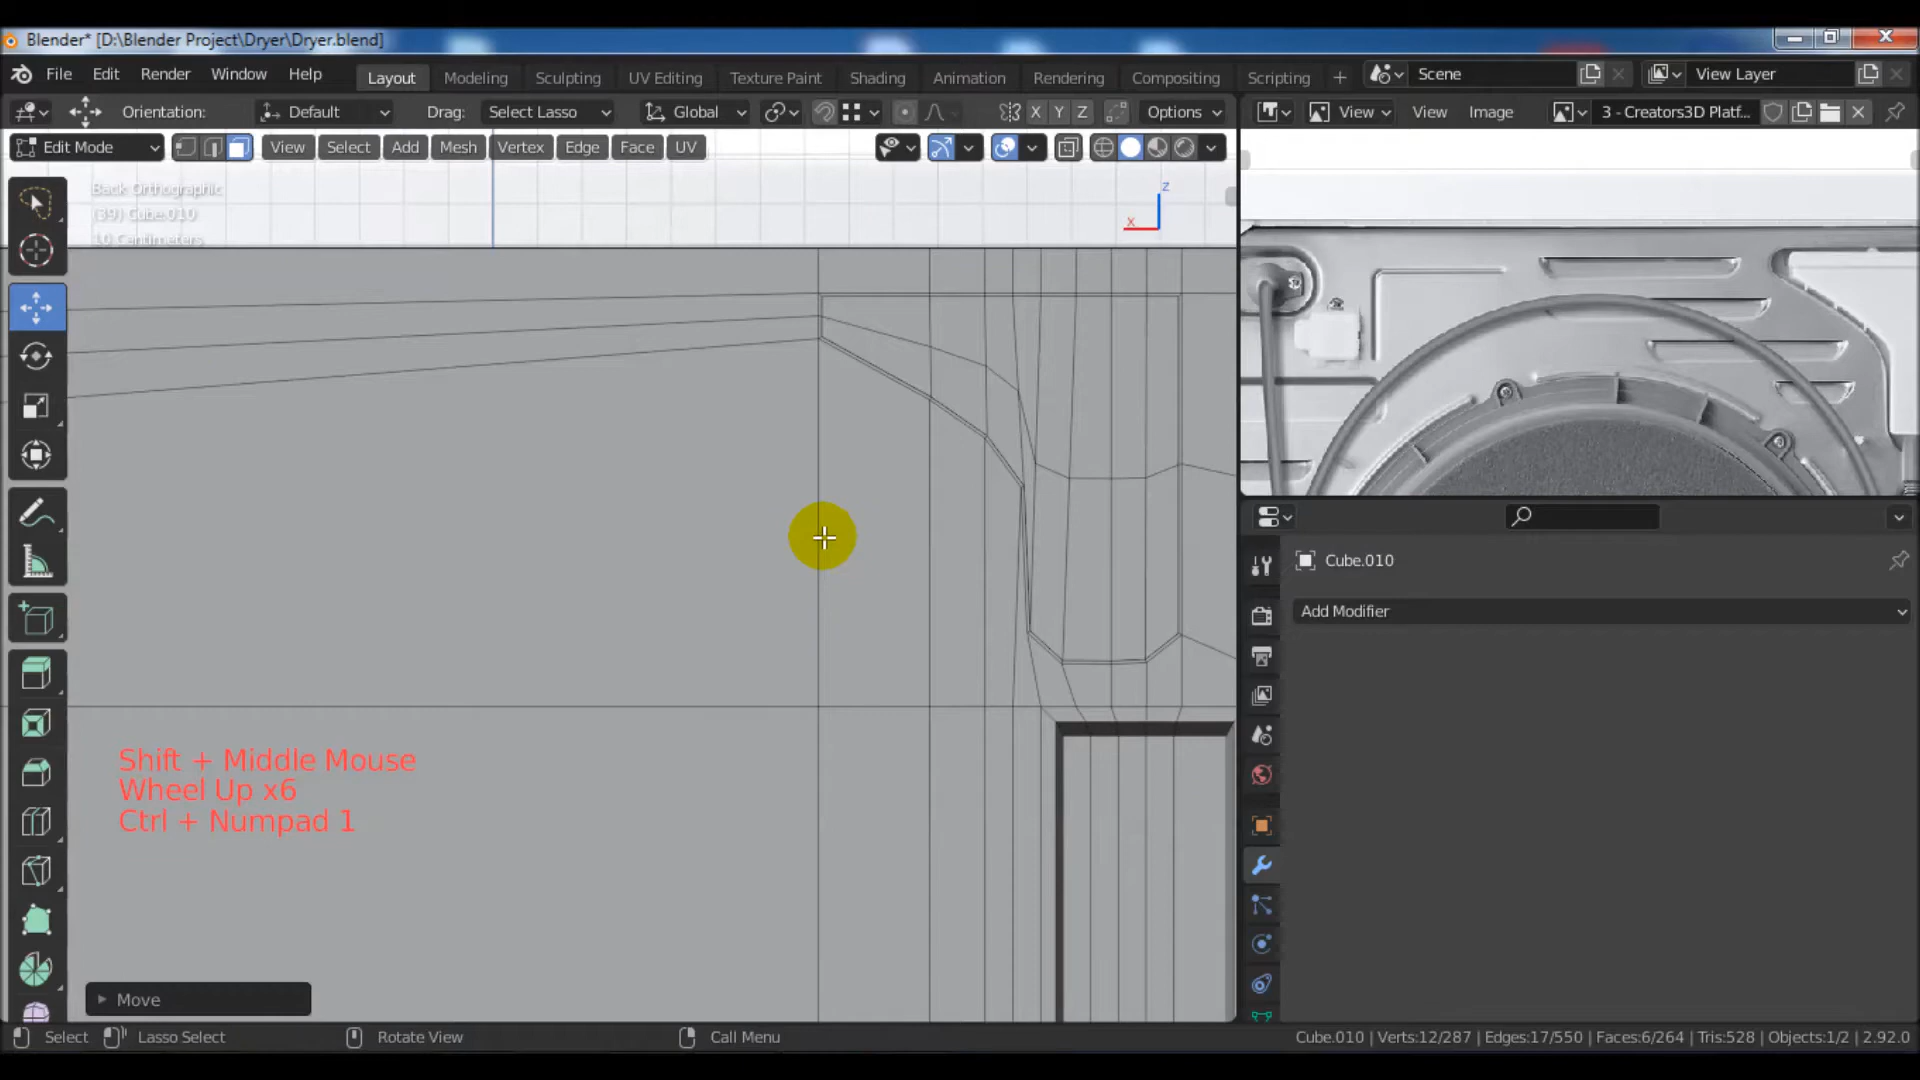 Blender* [D:\Blender Project\Dryer\Dryer.blend]
File Edit Render Window Help Layout Modeling Sculpting UV Editing Texture Paint Shading Animation Rendering Compositing Scripting + Scene View Layer
Orientation: Default Drag: Select Lasso Global X Y Z Options View View Image 3 - Creators3D Platf...
Edit Mode View Select Add Mesh Vertex Edge Face UV
Back Orthographic
(39) Cube.010
10 Centimeters
Z
X
Cube.010
Add Modifier
Shift + Middle Mouse
Wheel Up x6
Ctrl + Numpad 1
Move
Select Lasso Select Rotate View Call Menu Cube.010 | Verts:12/287 | Edges:17/550 | Faces:6/264 | Tris:528 | Objects:1/2 | 2.92.0